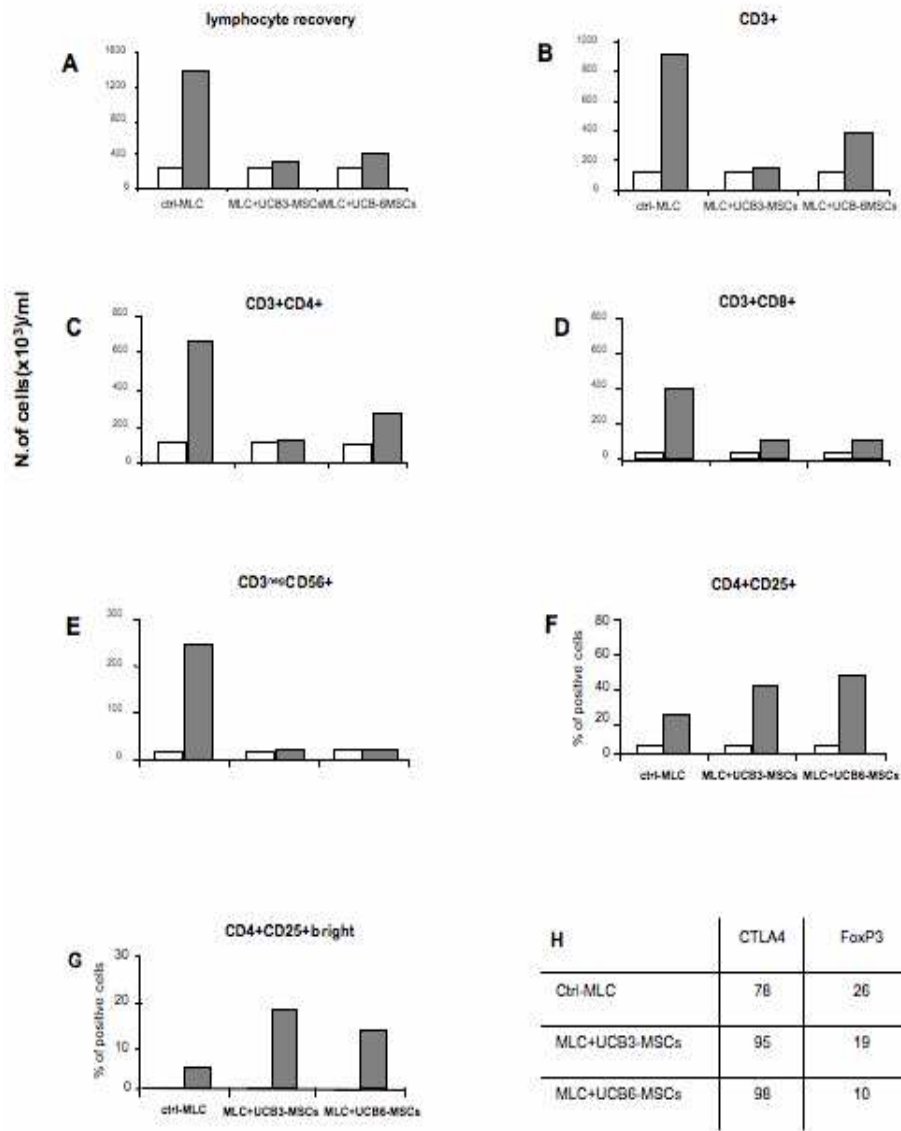 lymphocyte recovery
A
1600
1200
800
400
0
ctrl-MLC MLC+UCB3-MSCs MLC+UCB-6MSCs
CD3+
B
1000
800
600
400
200
0
ctrl-MLC MLC+UCB3-MSCs MLC+UCB-6MSCs
N.of cells(x10³)/ml
CD3+CD4+
C
800
600
400
200
0
CD3+CD8+
D
800
600
400
200
0
CD3ⁿᵉᵍCD56+
E
300
200
100
0
CD4+CD25+
F
% of positive cells
80
60
40
20
0
ctrl-MLC MLC+UCB3-MSCs MLC+UCB6-MSCs
CD4+CD25+bright
G
% of positive cells
30
20
10
0
ctrl-MLC MLC+UCB3-MSCs MLC+UCB6-MSCs
H CTLA4 FoxP3
Ctrl-MLC 78 26
MLC+UCB3-MSCs 95 19
MLC+UCB6-MSCs 98 10